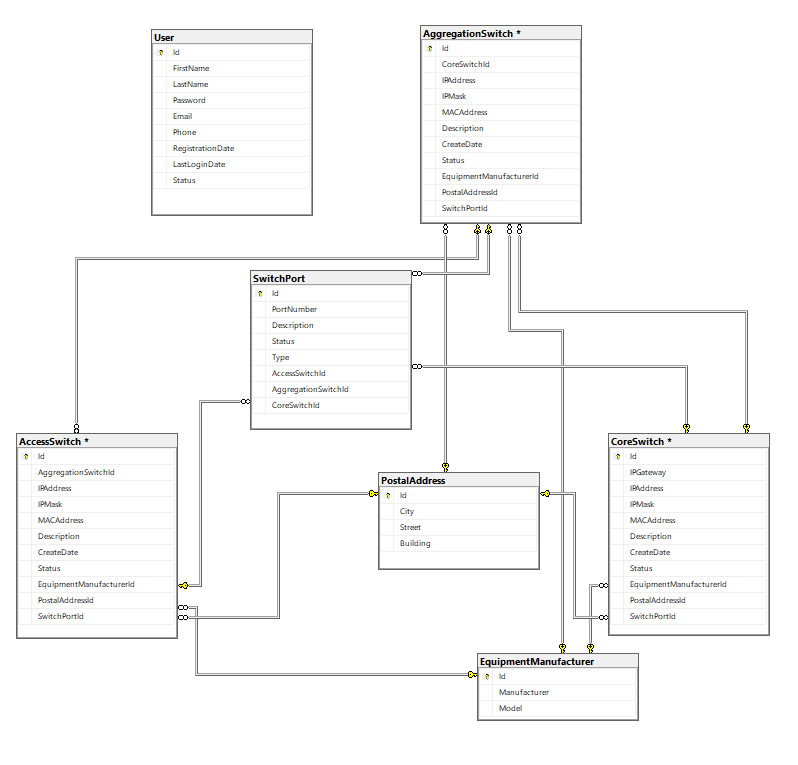 User
Id
FirstName
LastName
Password
Email
Phone
RegistrationDate
LastLoginDate
Status
AggregationSwitch *
Id
CoreSwitchId
IPAddress
IPMask
MACAddress
Description
CreateDate
Status
EquipmentManufacturerId
PostalAddressId
SwitchPortId
SwitchPort
Id
PortNumber
Description
Status
Type
AccessSwitchId
AggregationSwitchId
CoreSwitchId
AccessSwitch *
Id
AggregationSwitchId
IPAddress
IPMask
MACAddress
Description
CreateDate
Status
EquipmentManufacturerId
PostalAddressId
SwitchPortId
PostalAddress
Id
City
Street
Building
CoreSwitch *
Id
IPGateway
IPAddress
IPMask
MACAddress
Description
CreateDate
Status
EquipmentManufacturerId
PostalAddressId
SwitchPortId
EquipmentManufacturer
Id
Manufacturer
Model